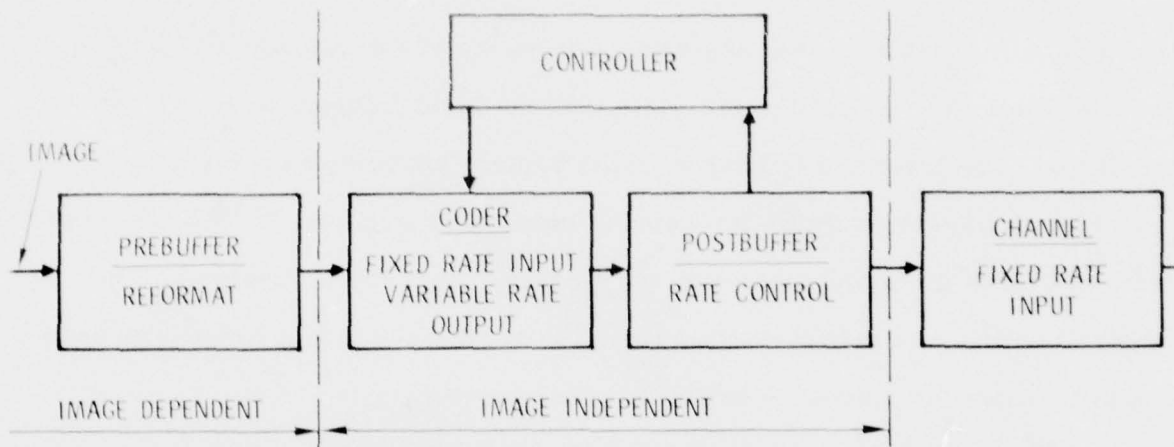 CONTROLLER
IMAGE
PREBUFFER
REFORMAT
CODER
FIXED RATE INPUT
VARIABLE RATE
OUTPUT
POSTBUFFER
RATE CONTROL
CHANNEL
FIXED RATE
INPUT
IMAGE DEPENDENT
IMAGE INDEPENDENT